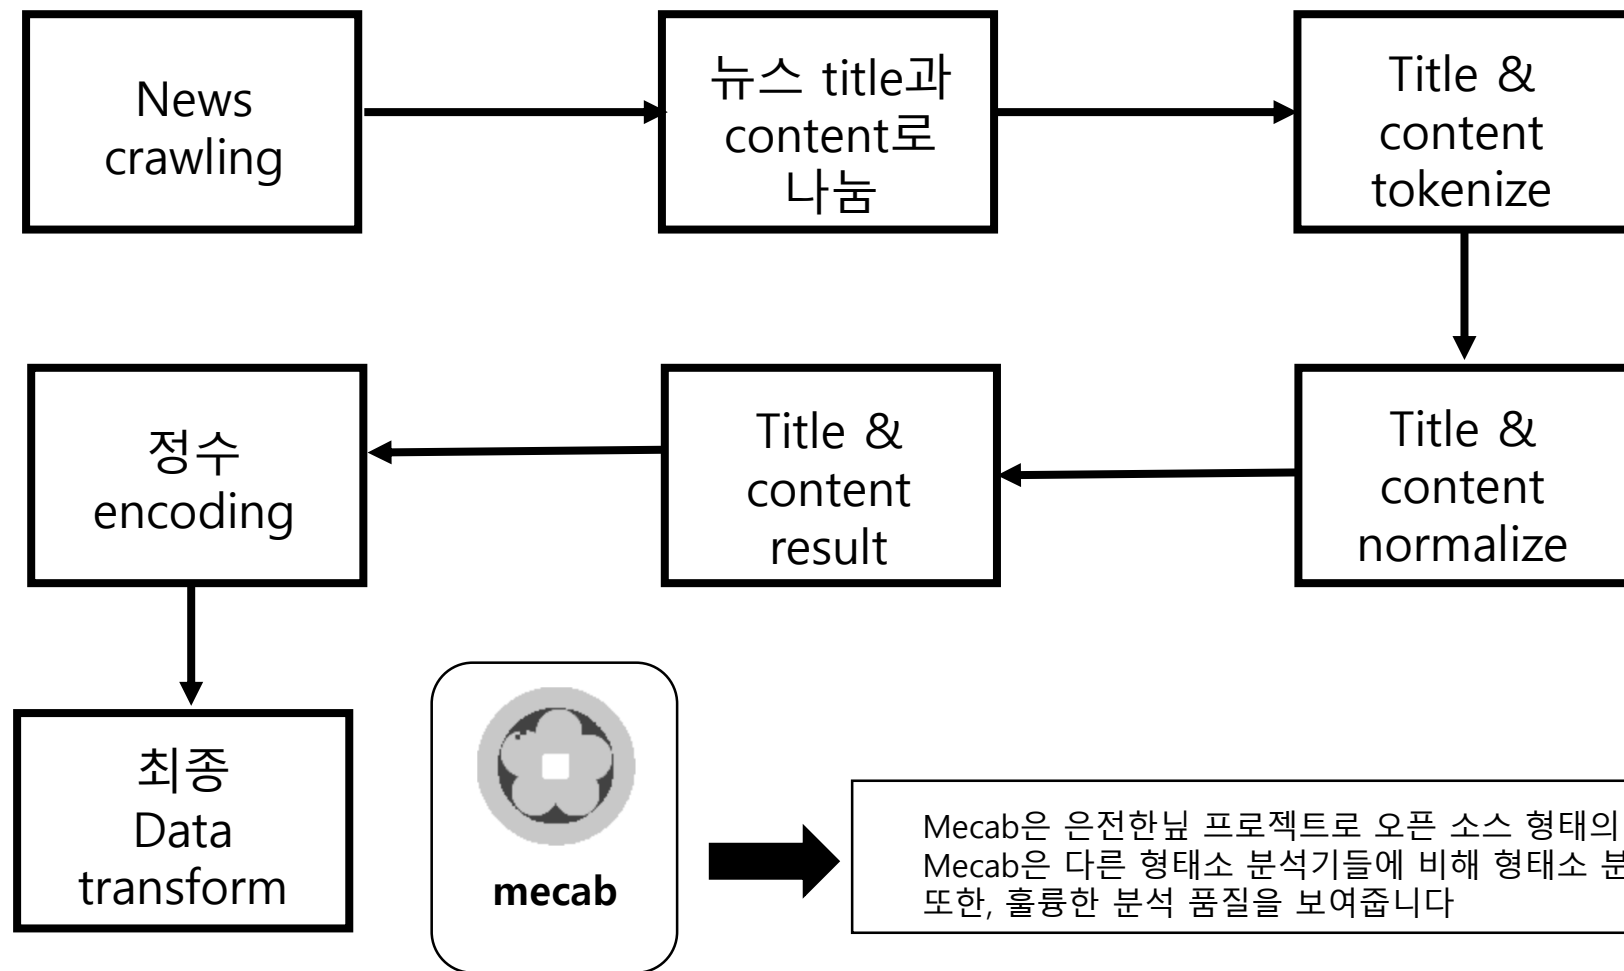 News
crawling
뉴스 title과
content로
나눔
Title &
content
tokenize
Title &
content
normalize
Title &
content
result
정수
encoding
최종
Data
transform
mecab
Mecab은 은전한닢 프로젝트로 오픈 소스 형태의
Mecab은 다른 형태소 분석기들에 비해 형태소 분
또한, 훌륭한 분석 품질을 보여줍니다